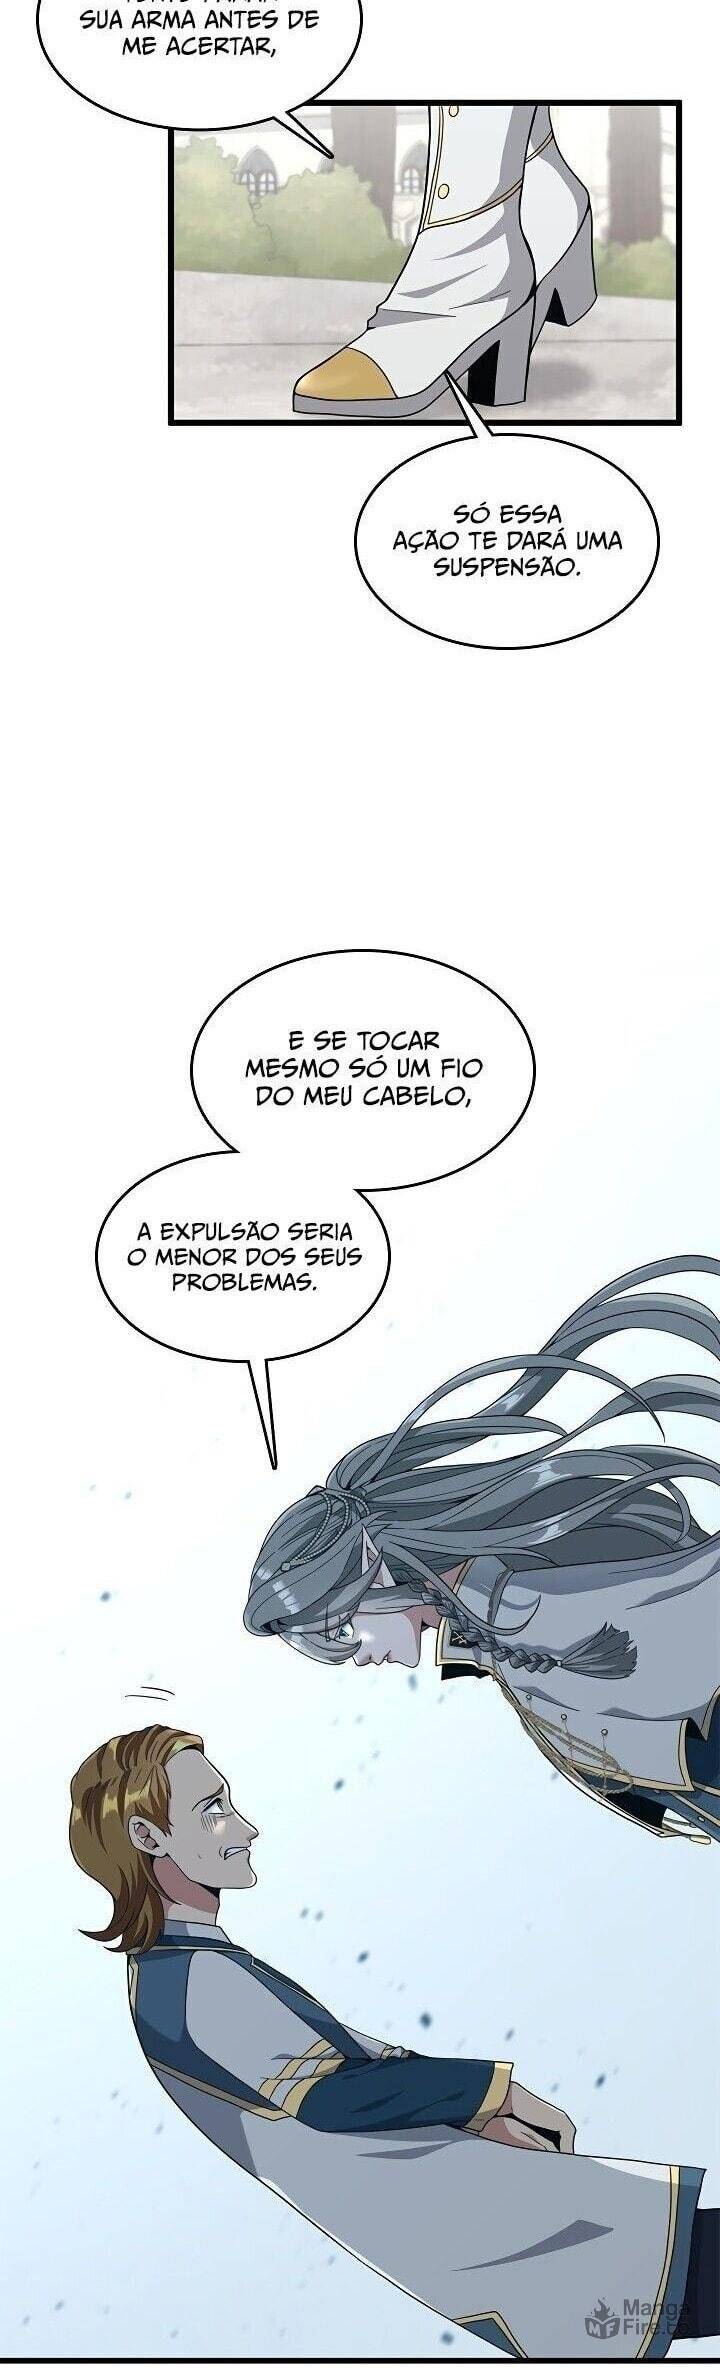 SUA ARMA ANTES DE
ME ACERTAR,
SÓ ESSA
AÇÃO TE DARÁ UMA
SUSPENSÃO.
E SE TOCAR
MESMO SÓ UM FIO
DO MEU CABELO,
A EXPULSÃO SERIA
O MENOR DOS SEUS
PROBLEMAS.
Manga
Fire.to